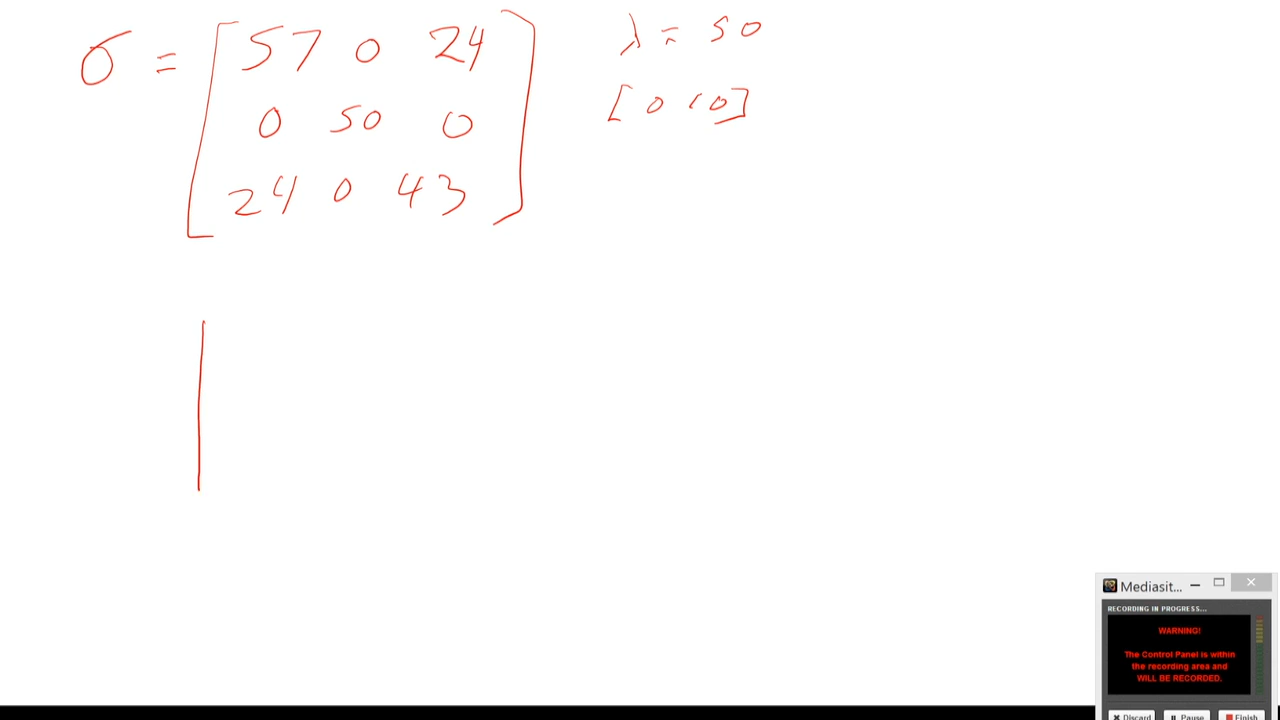 σ = [ 57 0 24
0 50 0
24 0 43 ]
λ = 50
[ 0 1 0 ]
Mediasit...
RECORDING IN PROGRESS...
WARNING!
The Control Panel is within
the recording area and
WILL BE RECORDED.
Discard Pause Finish